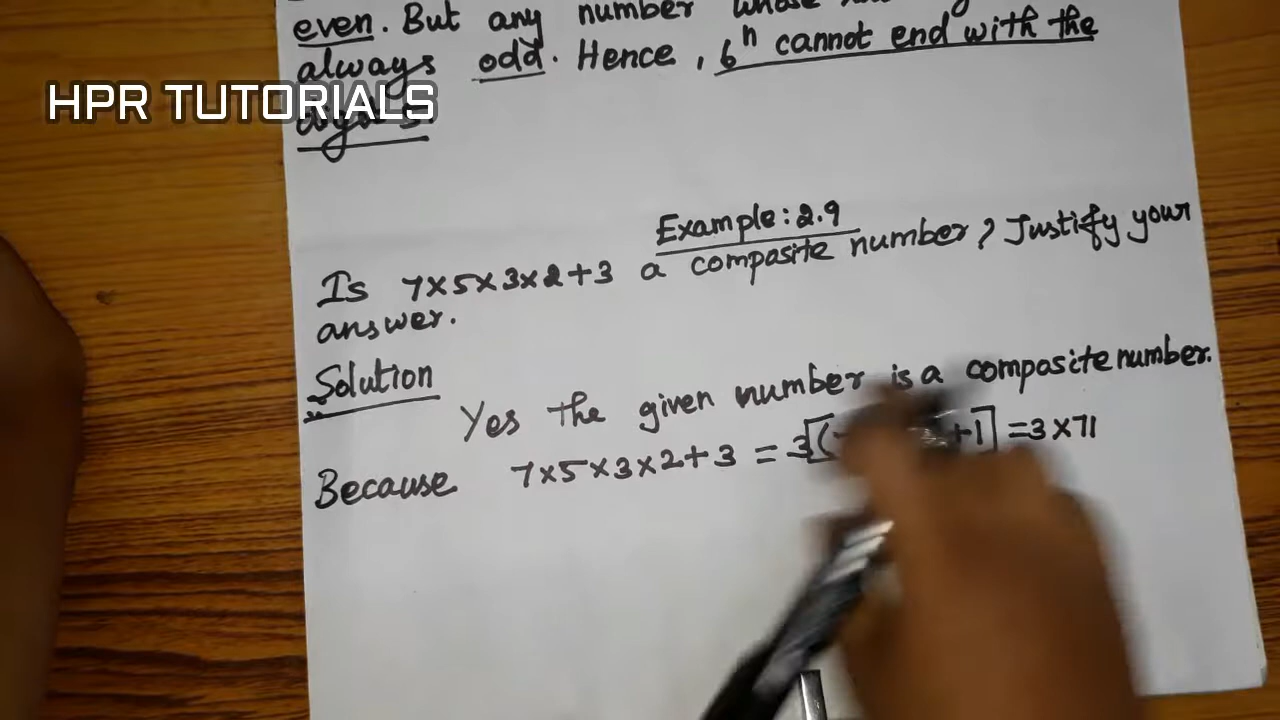 even. But any number whose
always odd. Hence, 6ⁿ cannot end with the
HPR TUTORIALS
Example: 2.9
Is 7×5×3×2+3 a composite number, Justify your
answer.
Solution
Yes the given number is a composite number.
Because 7×5×3×2+3 = 3[( +1] = 3×71